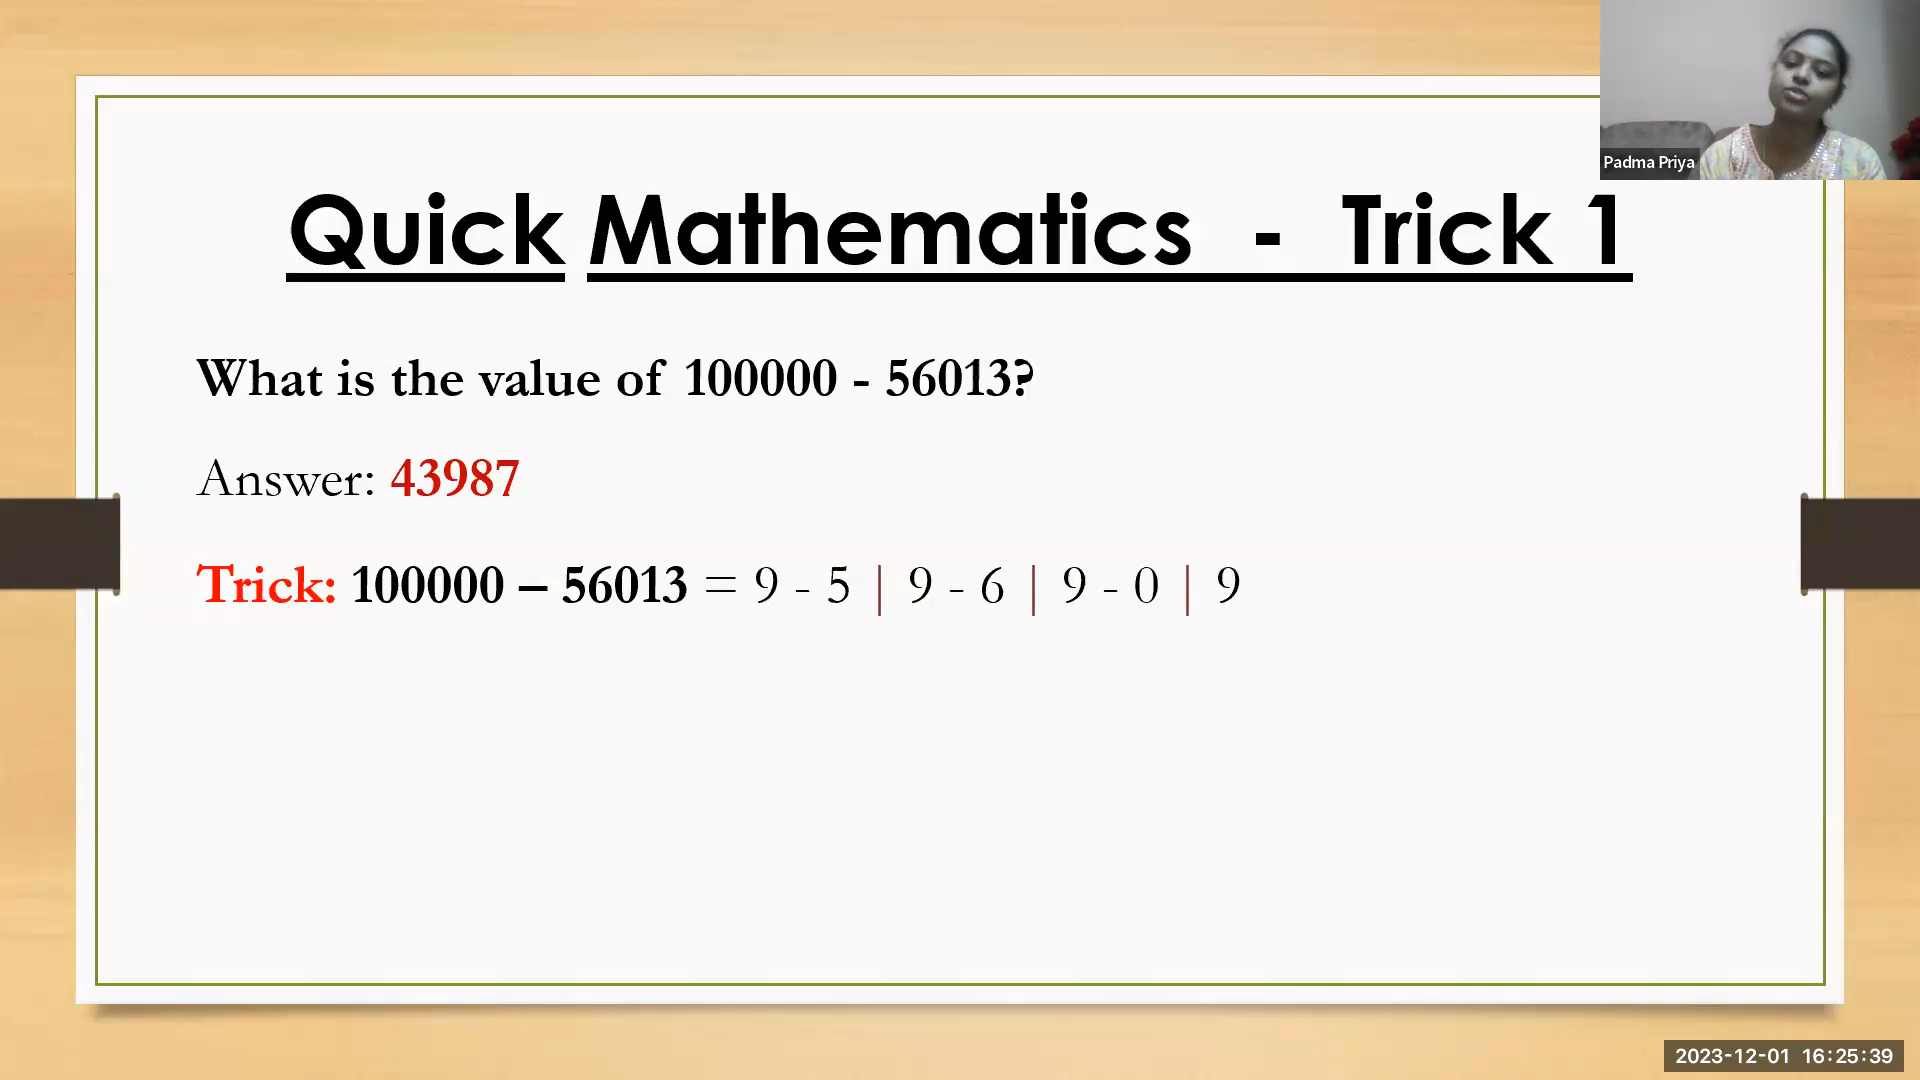 Padma Priya
Quick Mathematics - Trick 1
What is the value of 100000 - 56013?
Answer: 43987
Trick: 100000 – 56013 = 9 - 5 | 9 - 6 | 9 - 0 | 9
2023-12-01 16:25:39